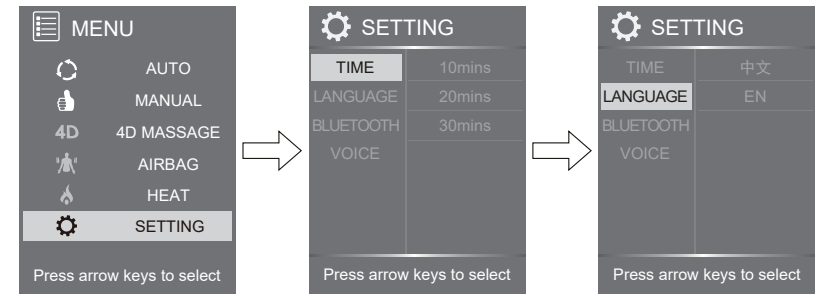 MENU
AUTO
MANUAL
4D 4D MASSAGE
AIRBAG
HEAT
SETTING
Press arrow keys to select
SETTING
TIME 10mins
LANGUAGE 20mins
BLUETOOTH 30mins
VOICE
Press arrow keys to select
SETTING
TIME 中文
LANGUAGE EN
BLUETOOTH
VOICE
Press arrow keys to select